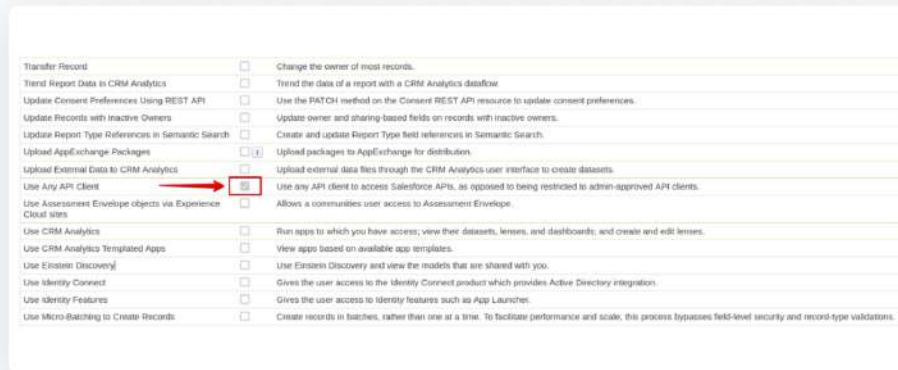 Transfer Record Change the owner of most records.
Trend Report Data in CRM Analytics Trend the data of a report with a CRM Analytics dataflow
Update Consent Preferences Using REST API Use the PATCH method on the Consent REST API resource to update consent preferences.
Update Records with Inactive Owners Update owner and sharing-based fields on records with inactive owners.
Update Report Type References in Semantic Search Create and update Report Type field references in Semantic Search.
Upload AppExchange Packages i Upload packages to AppExchange for distribution.
Upload External Data to CRM Analytics Upload external data files through the CRM Analytics user interface to create datasets.
Use Any API Client Use any API client to access Salesforce APIs, as opposed to being restricted to admin-approved API clients.
Use Assessment Envelope objects via Experience Allows a communities user access to Assessment Envelope.
Cloud sites
Use CRM Analytics Run apps to which you have access; view their datasets, lenses, and dashboards; and create and edit lenses.
Use CRM Analytics Templated Apps View apps based on available app templates.
Use Einstein Discovery Use Einstein Discovery and view the models that are shared with you.
Use Identity Connect Gives the user access to the Identity Connect product which provides Active Directory integration.
Use Identity Features Gives the user access to Identity features such as App Launcher.
Use Micro-Batching to Create Records Create records in batches, rather than one at a time. To facilitate performance and scale, this process bypasses field-level security and record-type validations.